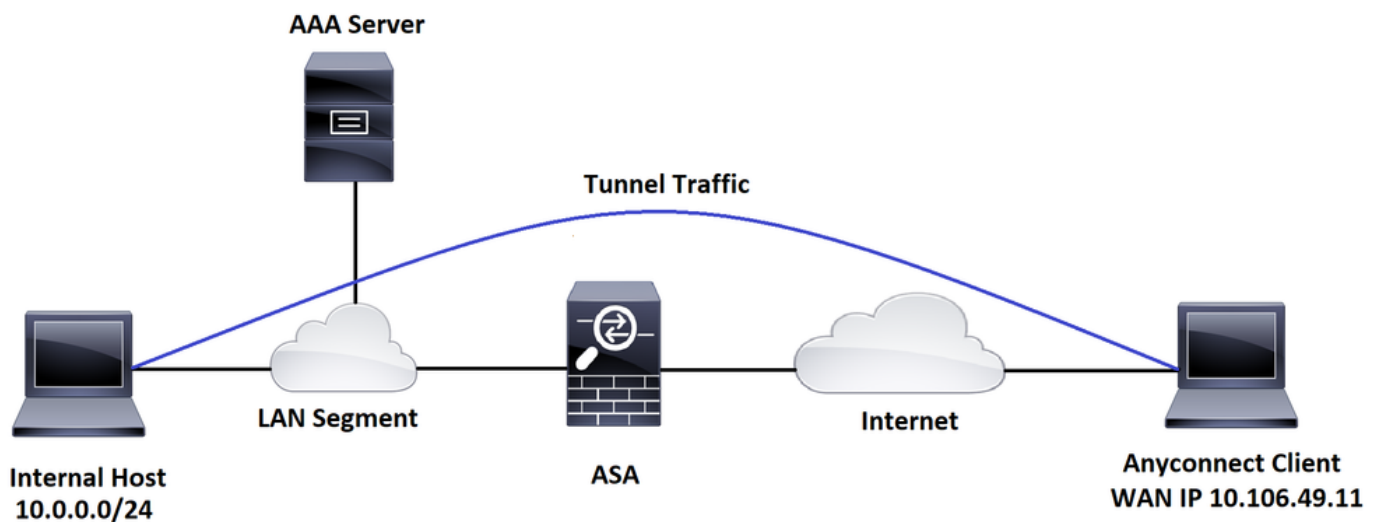 AAA Server
Tunnel Traffic
LAN Segment
Internet
Internal Host
10.0.0.0/24
ASA
Anyconnect Client
WAN IP 10.106.49.11